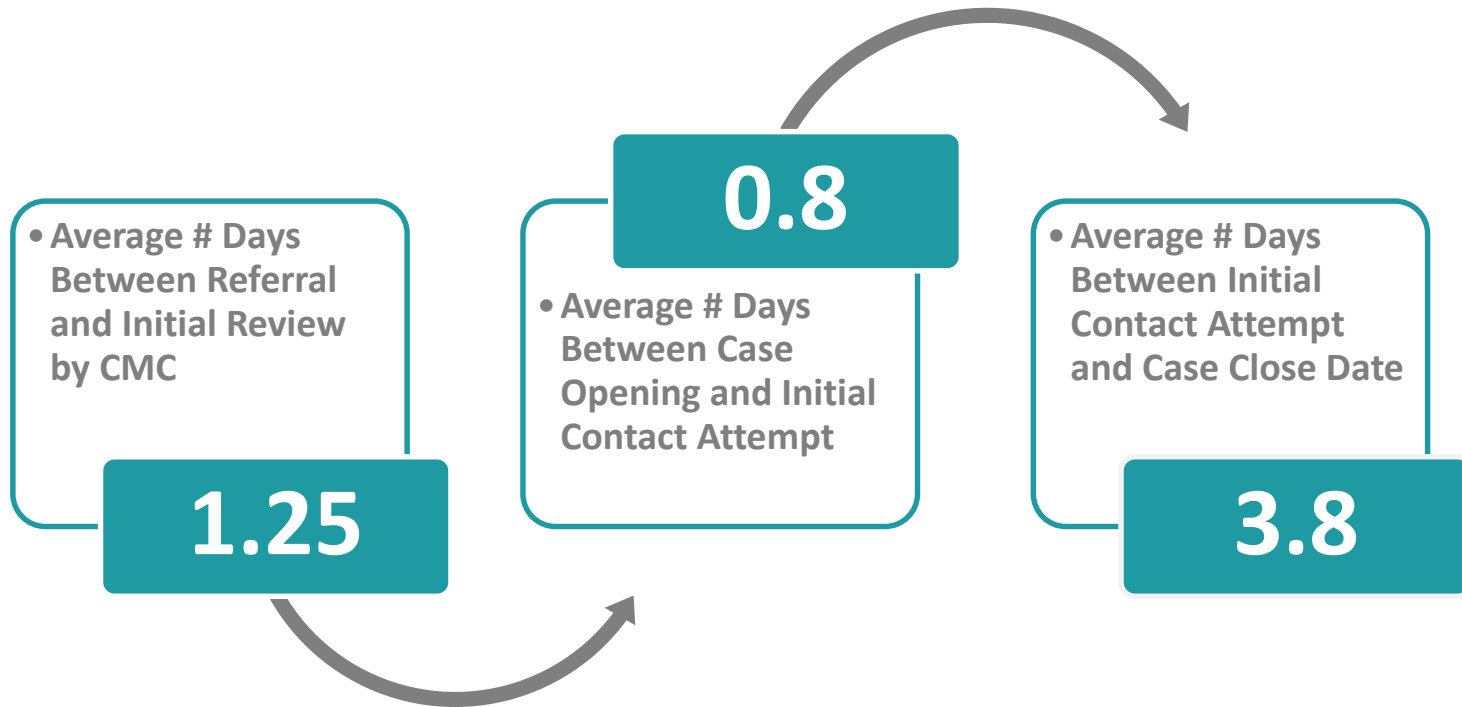 • Average # Days
Between Referral
and Initial Review
by CMC
1.25
0.8
• Average # Days
Between Case
Opening and Initial
Contact Attempt
• Average # Days
Between Initial
Contact Attempt
and Case Close Date
3.8